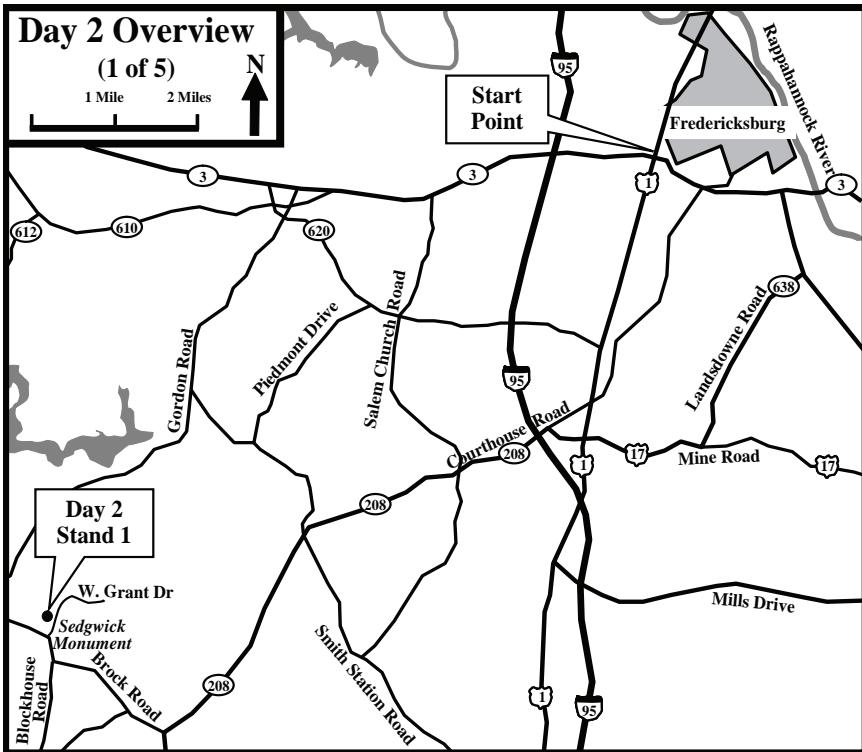 Day 2 Overview
(1 of 5)
N
1 Mile
2 Miles
95
Start
Point
Fredericksburg
Rappahannock River
3
3
1
3
612
610
620
638
Gordon Road
Piedmont Drive
Salem Church Road
Landsdowne Road
95
Courthouse Road
208
1
17
Mine Road
17
208
Day 2
Stand 1
W. Grant Dr
Sedgwick
Monument
Mills Drive
Blockhouse
Road
Brock Road
208
Smith Station Road
1
95